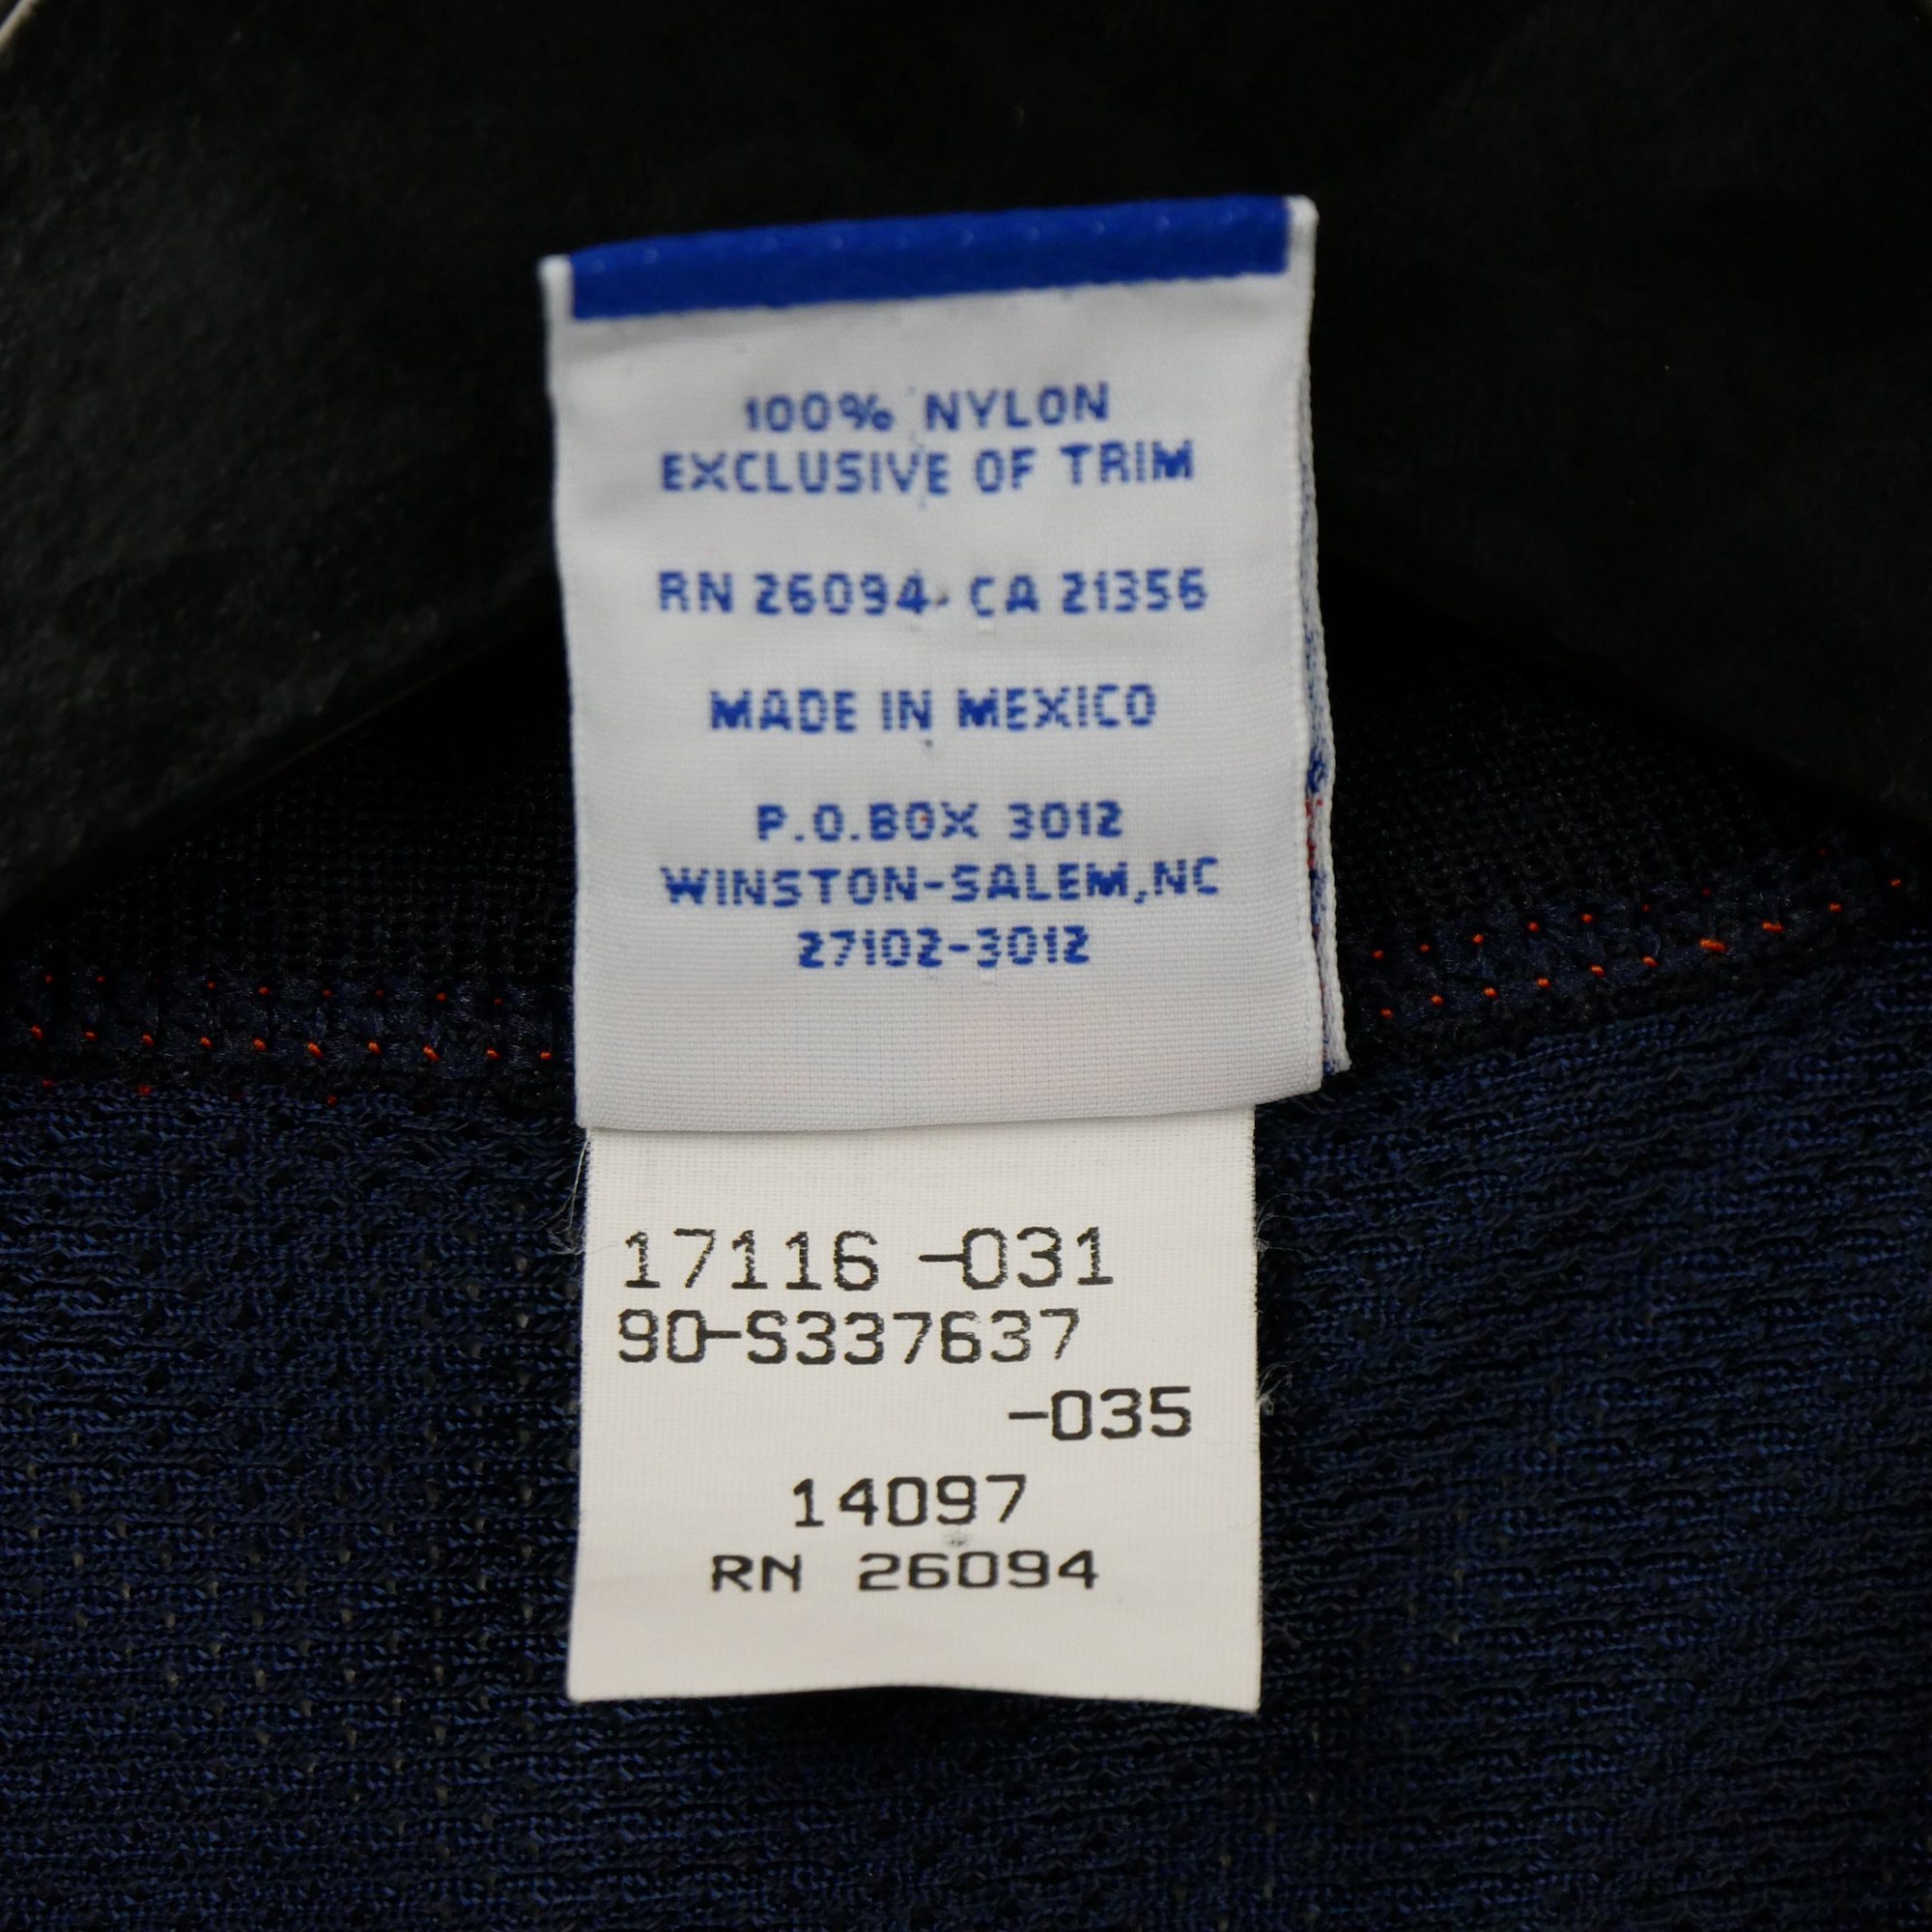 100% NYLON
EXCLUSIVE OF TRIM
RN 26094 CA 21356
MADE IN MEXICO
P.O.BOX 3012
WINSTON-SALEM,NC
27102-3012
17116 -031
90-S337637
-035
14097
RN 26094